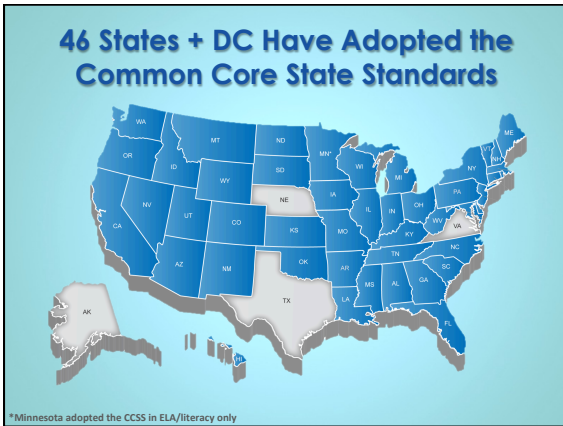 46 States + DC Have Adopted the
Common Core State Standards
WA
MT
ND
MN*
ME
VT
NH
OR
ID
SD
WI
NY
MI
WY
IA
PA
NE
NV
UT
IL
IN
OH
CA
CO
WV
VA
KS
MO
KY
NC
TN
AZ
NM
OK
AR
SC
MS
AL
GA
TX
LA
AK
FL
HI
*Minnesota adopted the CCSS in ELA/literacy only